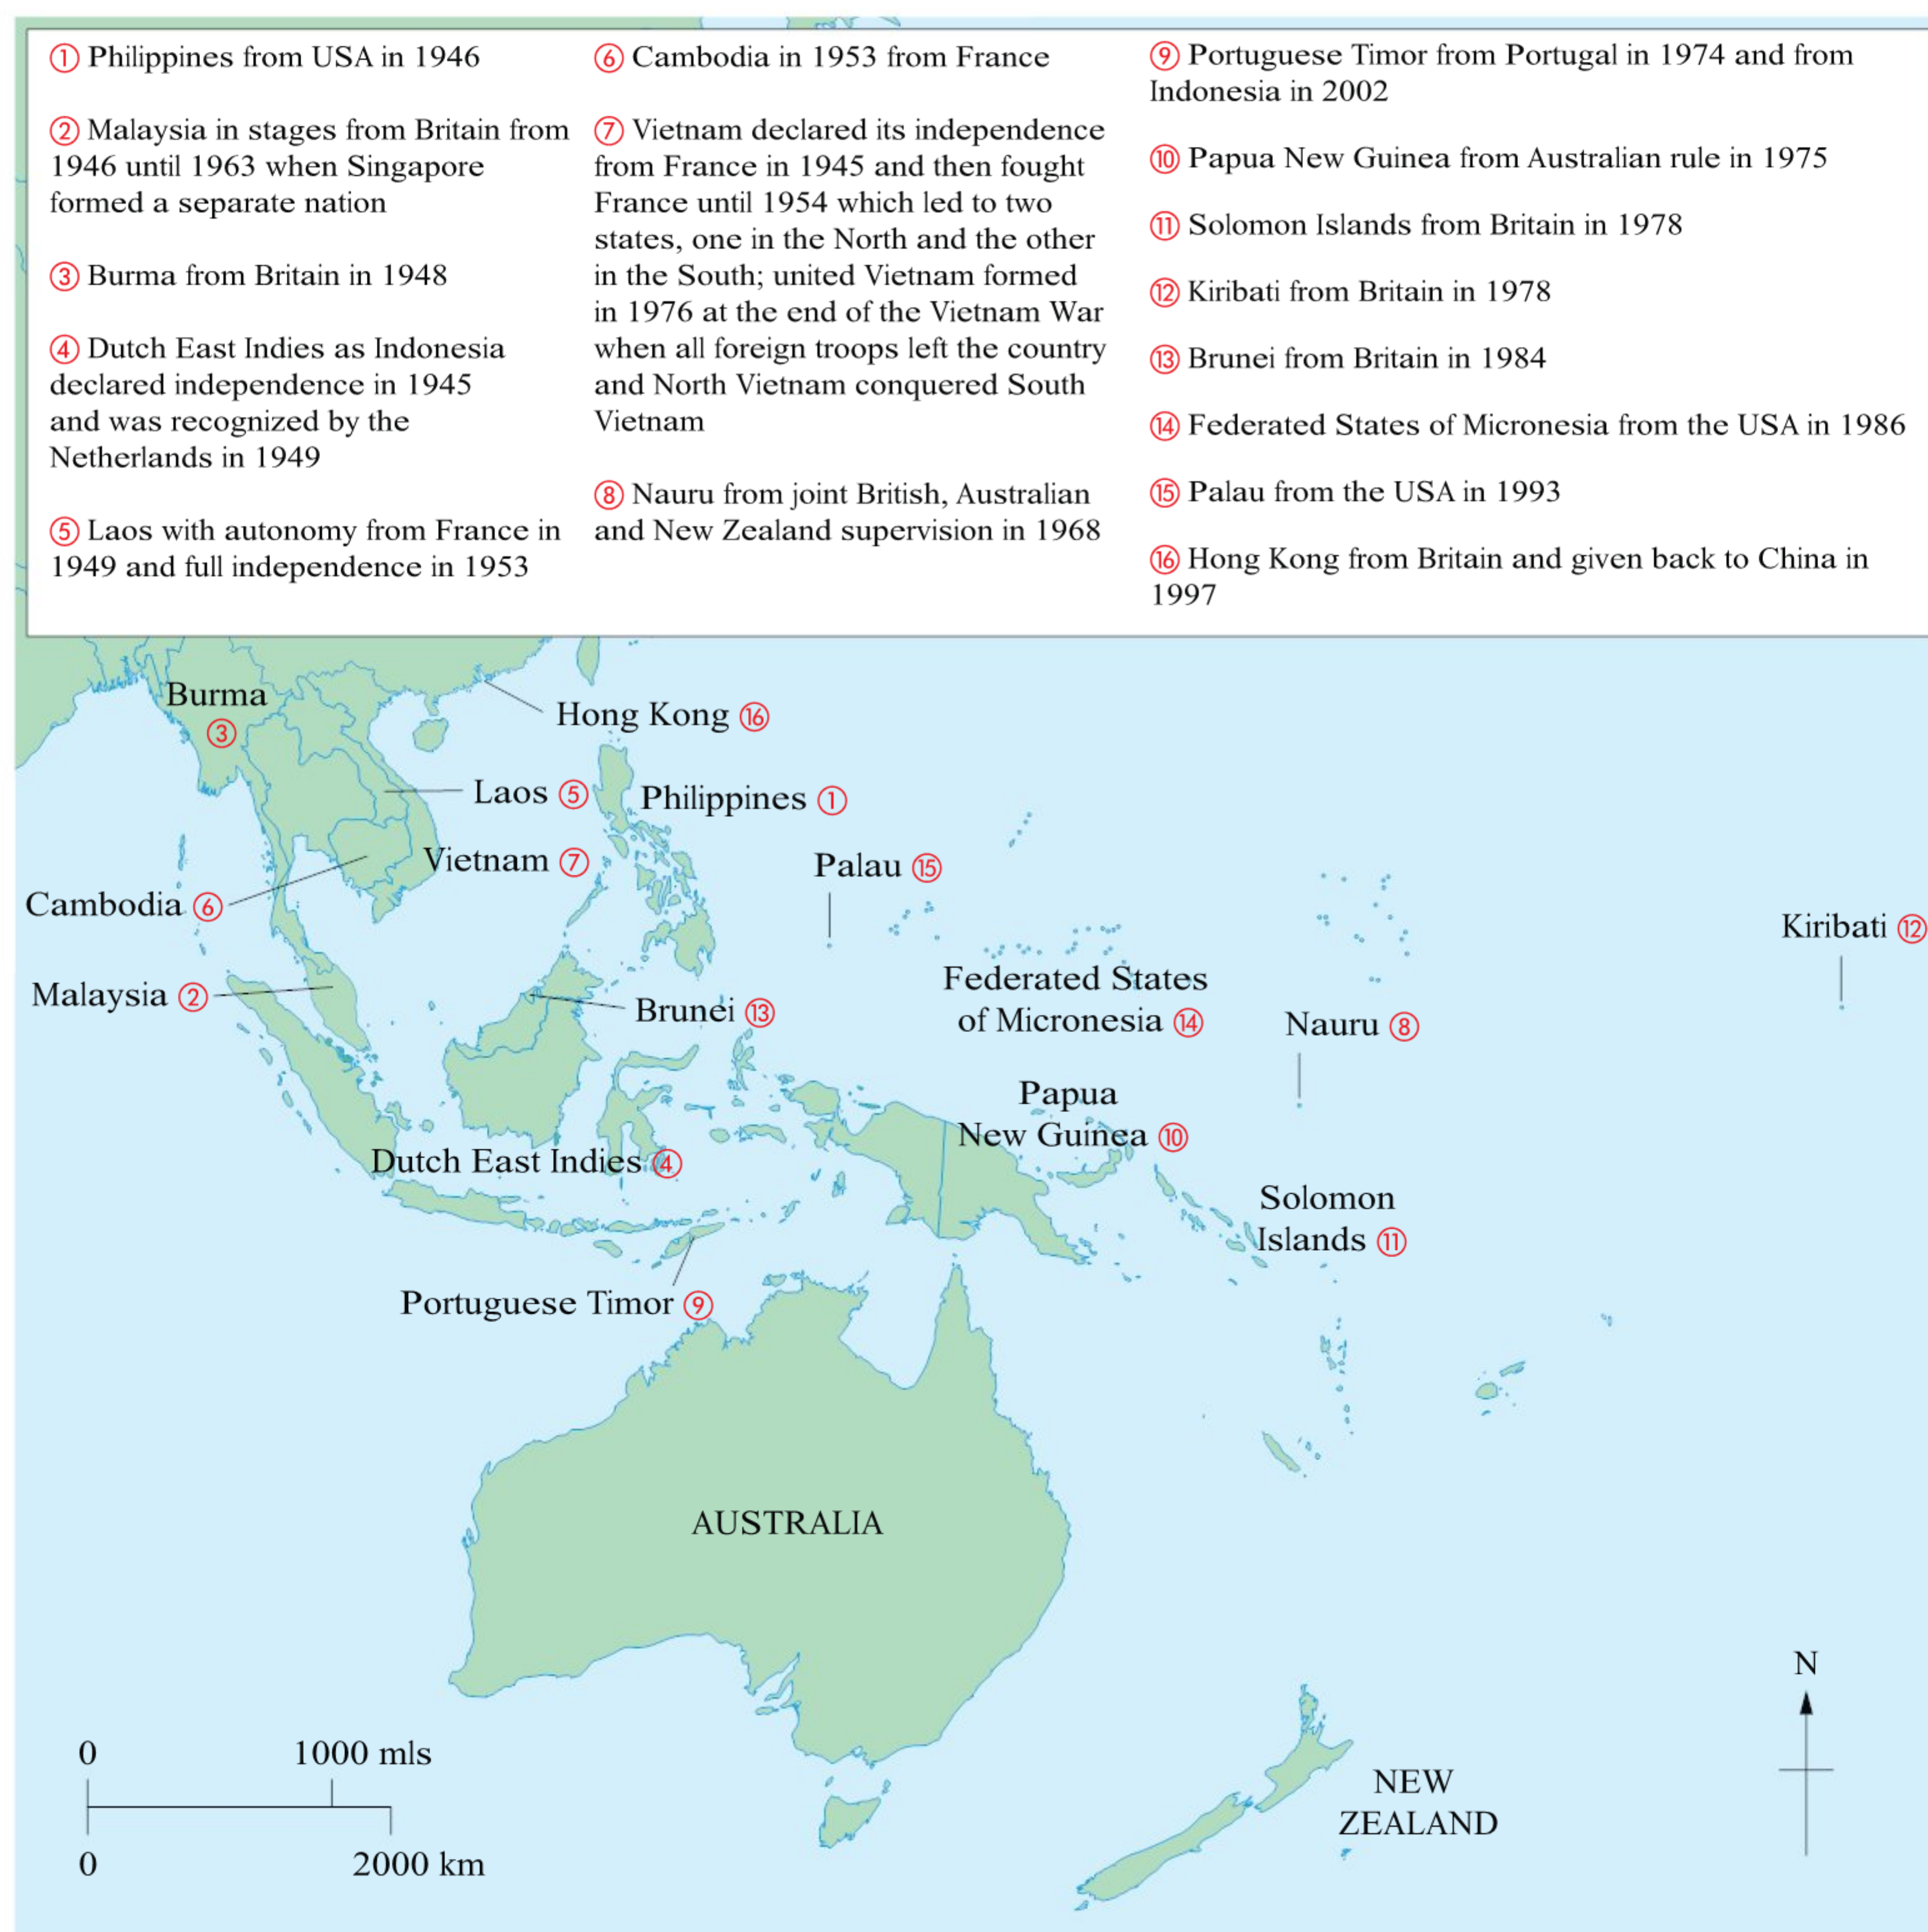 ① Philippines from USA in 1946
② Malaysia in stages from Britain from
1946 until 1963 when Singapore
formed a separate nation
③ Burma from Britain in 1948
④ Dutch East Indies as Indonesia
declared independence in 1945
and was recognized by the
Netherlands in 1949
⑤ Laos with autonomy from France in
1949 and full independence in 1953
⑥ Cambodia in 1953 from France
⑦ Vietnam declared its independence
from France in 1945 and then fought
France until 1954 which led to two
states, one in the North and the other
in the South; united Vietnam formed
in 1976 at the end of the Vietnam War
when all foreign troops left the country
and North Vietnam conquered South
Vietnam
⑧ Nauru from joint British, Australian
and New Zealand supervision in 1968
⑨ Portuguese Timor from Portugal in 1974 and from
Indonesia in 2002
⑩ Papua New Guinea from Australian rule in 1975
⑪ Solomon Islands from Britain in 1978
⑫ Kiribati from Britain in 1978
⑬ Brunei from Britain in 1984
⑭ Federated States of Micronesia from the USA in 1986
⑮ Palau from the USA in 1993
⑯ Hong Kong from Britain and given back to China in
1997
Burma
③
Hong Kong ⑯
Laos ⑤
Philippines ①
Vietnam ⑦
Palau ⑮
Cambodia ⑥
Kiribati ⑫
Malaysia ②
Federated States
of Micronesia ⑭
Brunei ⑬
Nauru ⑧
Papua
New Guinea ⑩
Dutch East Indies ④
Solomon
Islands ⑪
Portuguese Timor ⑨
AUSTRALIA
N
0 1000 mls
NEW
ZEALAND
0 2000 km